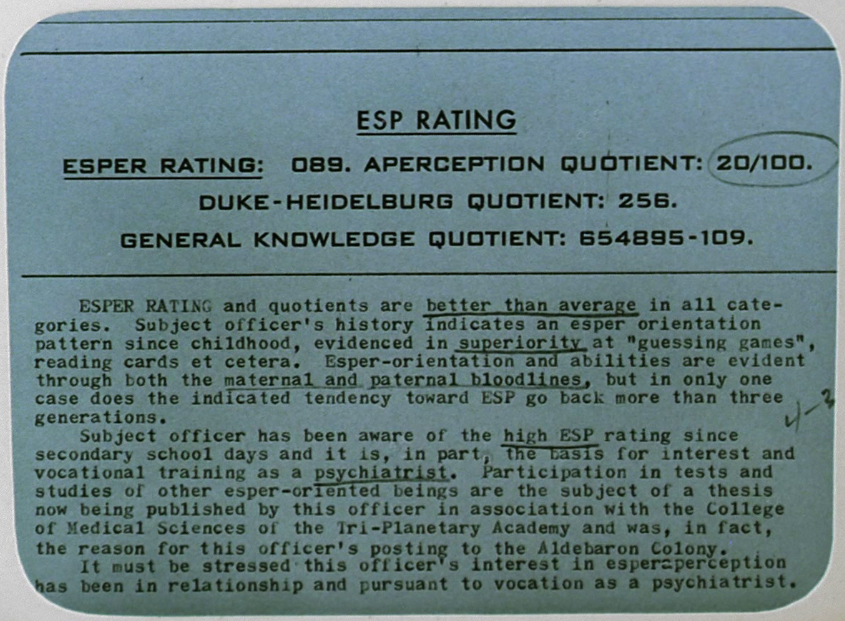 ESP RATING
ESPER RATING: 089. APERCEPTION QUOTIENT: 20/100.
DUKE-HEIDELBURG QUOTIENT: 256.
GENERAL KNOWLEDGE QUOTIENT: 654895-109.
ESPER RATING and quotients are better than average in all cate-
gories. Subject officer's history indicates an esper orientation
pattern since childhood, evidenced in superiority at "guessing games",
reading cards et cetera. Esper-orientation and abilities are evident
through both the maternal and paternal bloodlines, but in only one
case does the indicated tendency toward ESP go back more than three
generations.
4-3
Subject officer has been aware of the high ESP rating since
secondary school days and it is, in part, the basis for interest and
vocational training as a psychiatrist. Participation in tests and
studies of other esper-oriented beings are the subject of a thesis
now being published by this officer in association with the College
of Medical Sciences of the Tri-Planetary Academy and was, in fact,
the reason for this officer's posting to the Aldebaron Colony.
It must be stressed this officer's interest in esper=perception
has been in relationship and pursuant to vocation as a psychiatrist.